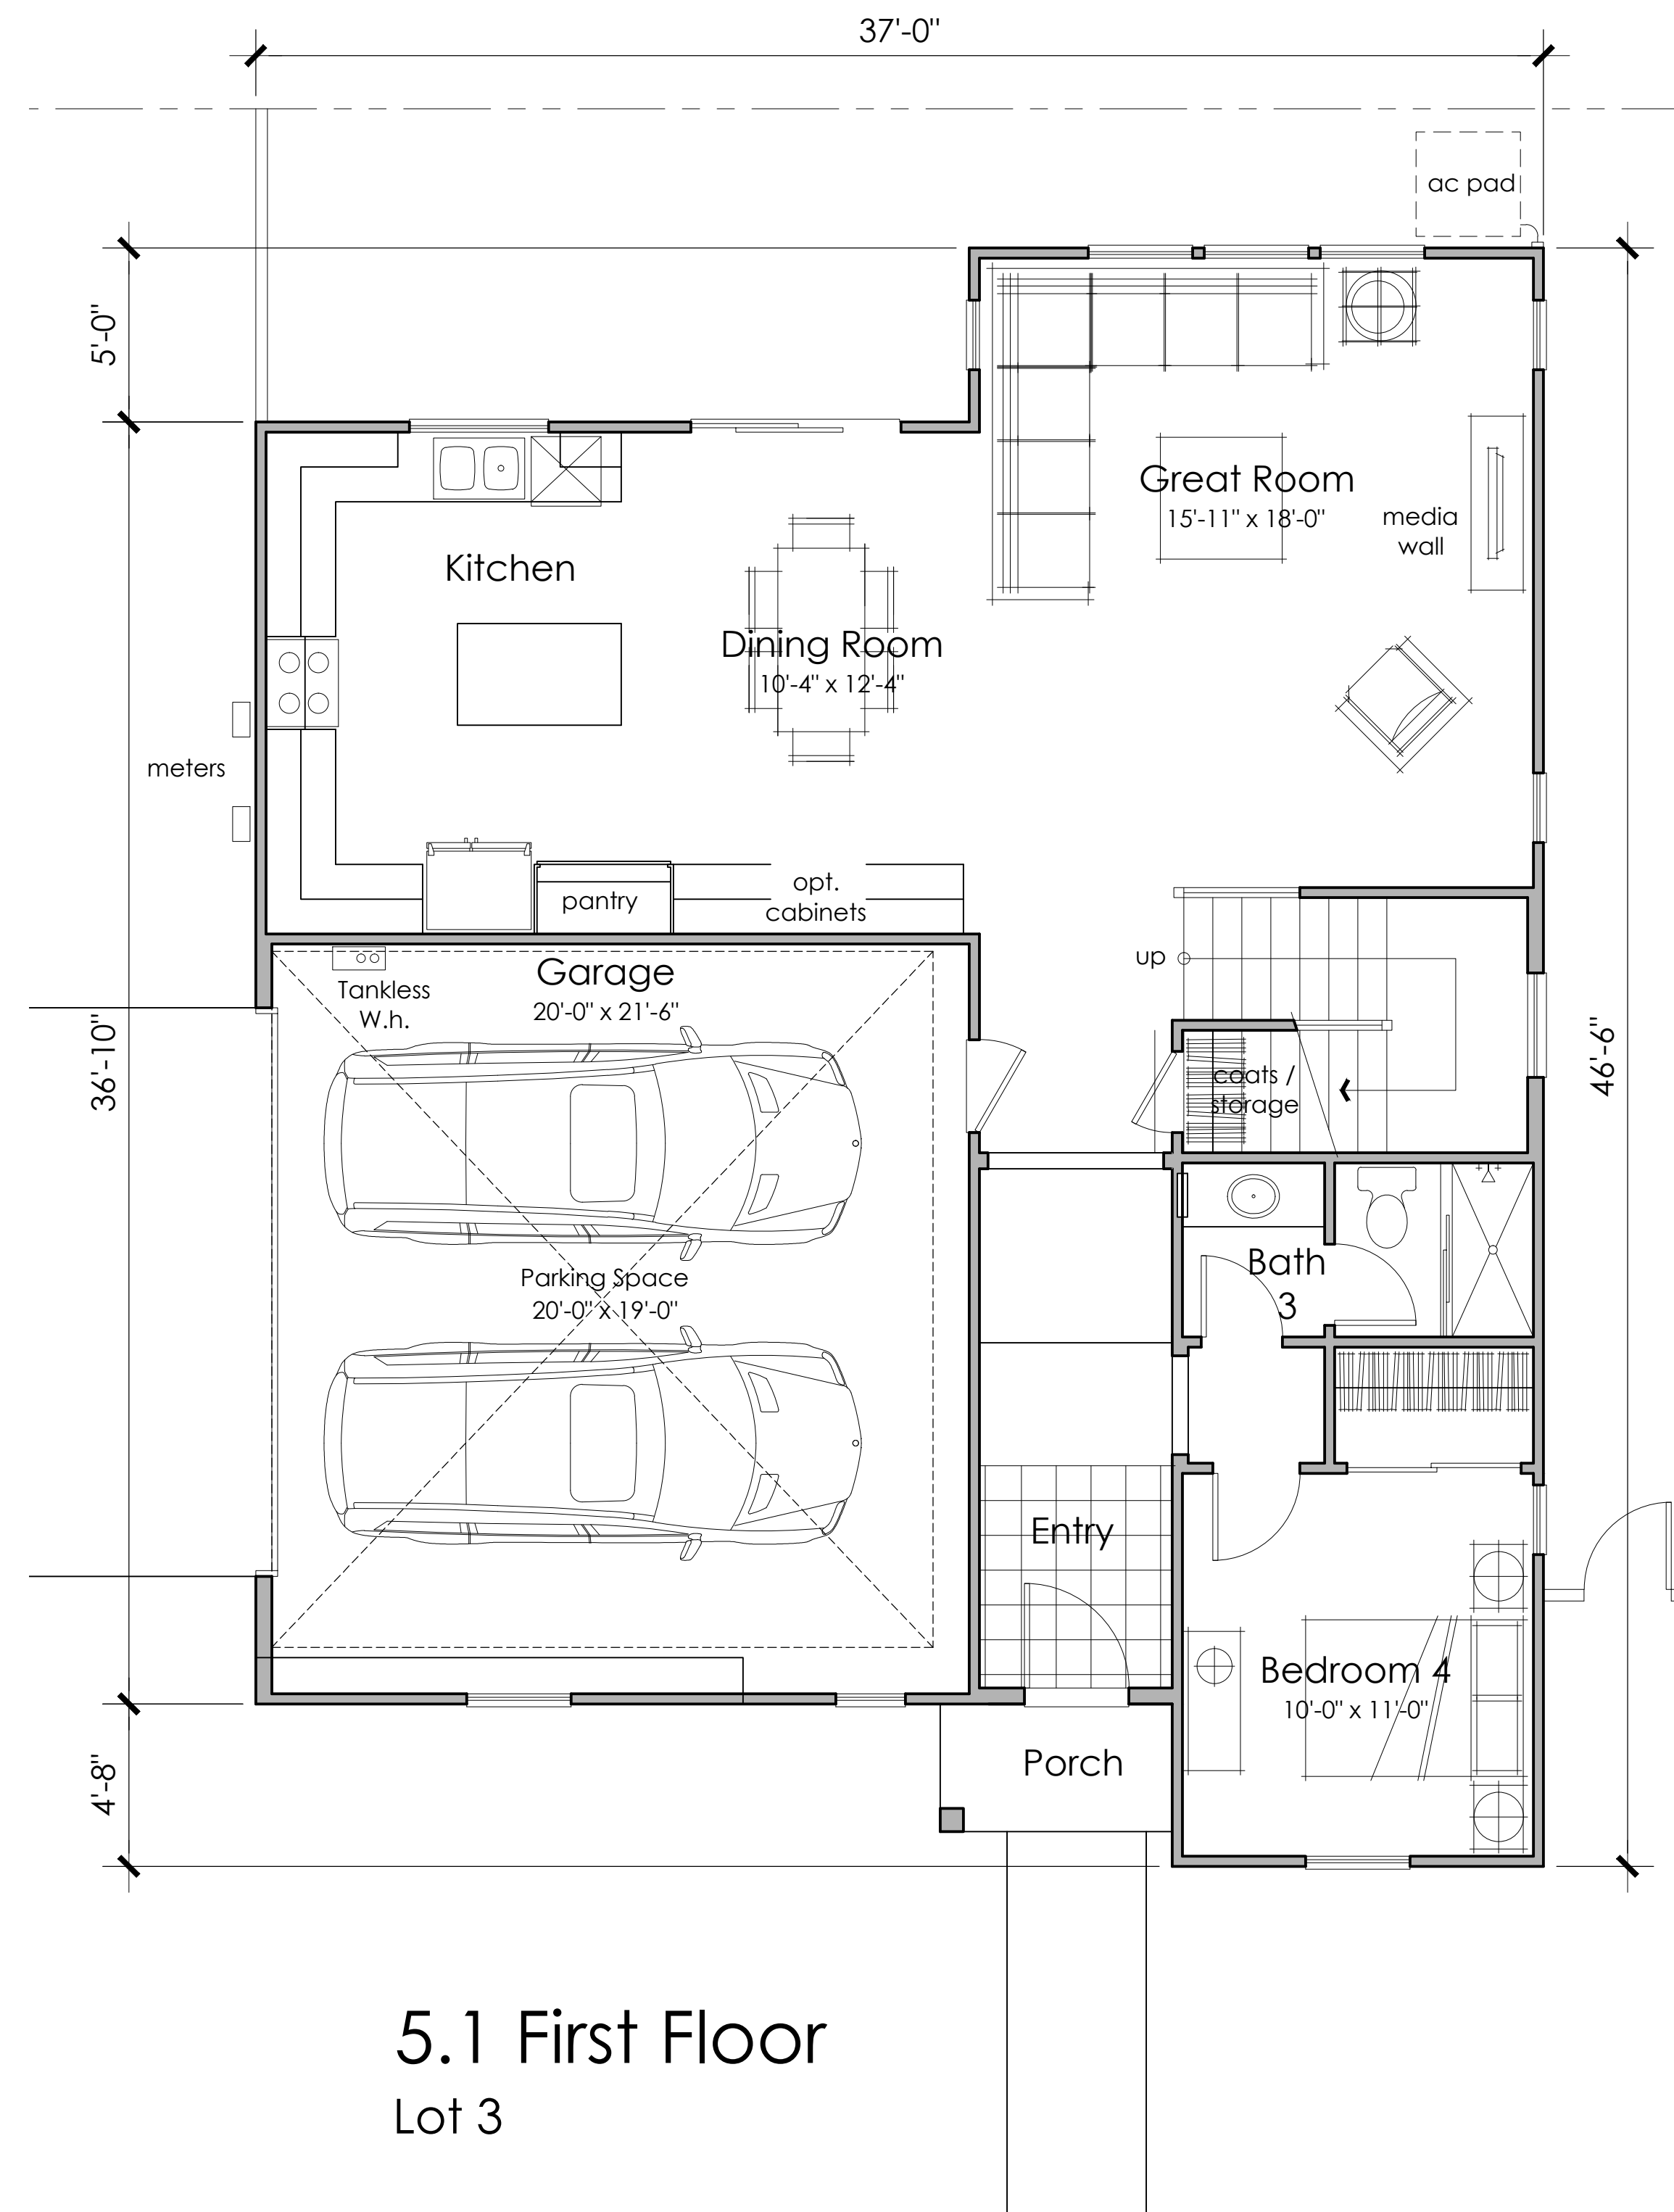 37'-0"
ac pad
5'-0"
Great Room
15'-11" x 18'-0"
media
wall
Kitchen
Dining Room
10'-4" x 12'-4"
meters
opt.
cabinets
pantry
up
Garage
20'-0" x 21'-6"
Tankless
W.h.
36'-10"
46'-6"
coats /
storage
Bath
3
Parking Space
20'-0" x 19'-0"
Entry
Bedroom 4
10'-0" x 11'-0"
Porch
4'-8"
5.1 First Floor
Lot 3